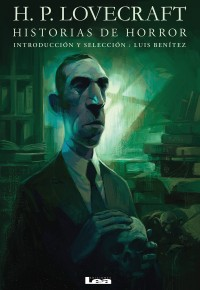 H. P. LOVECRAFT
HISTORIAS DE HORROR
INTRODUCCIÓN Y SELECCIÓN : LUIS BENÍTEZ
Lea